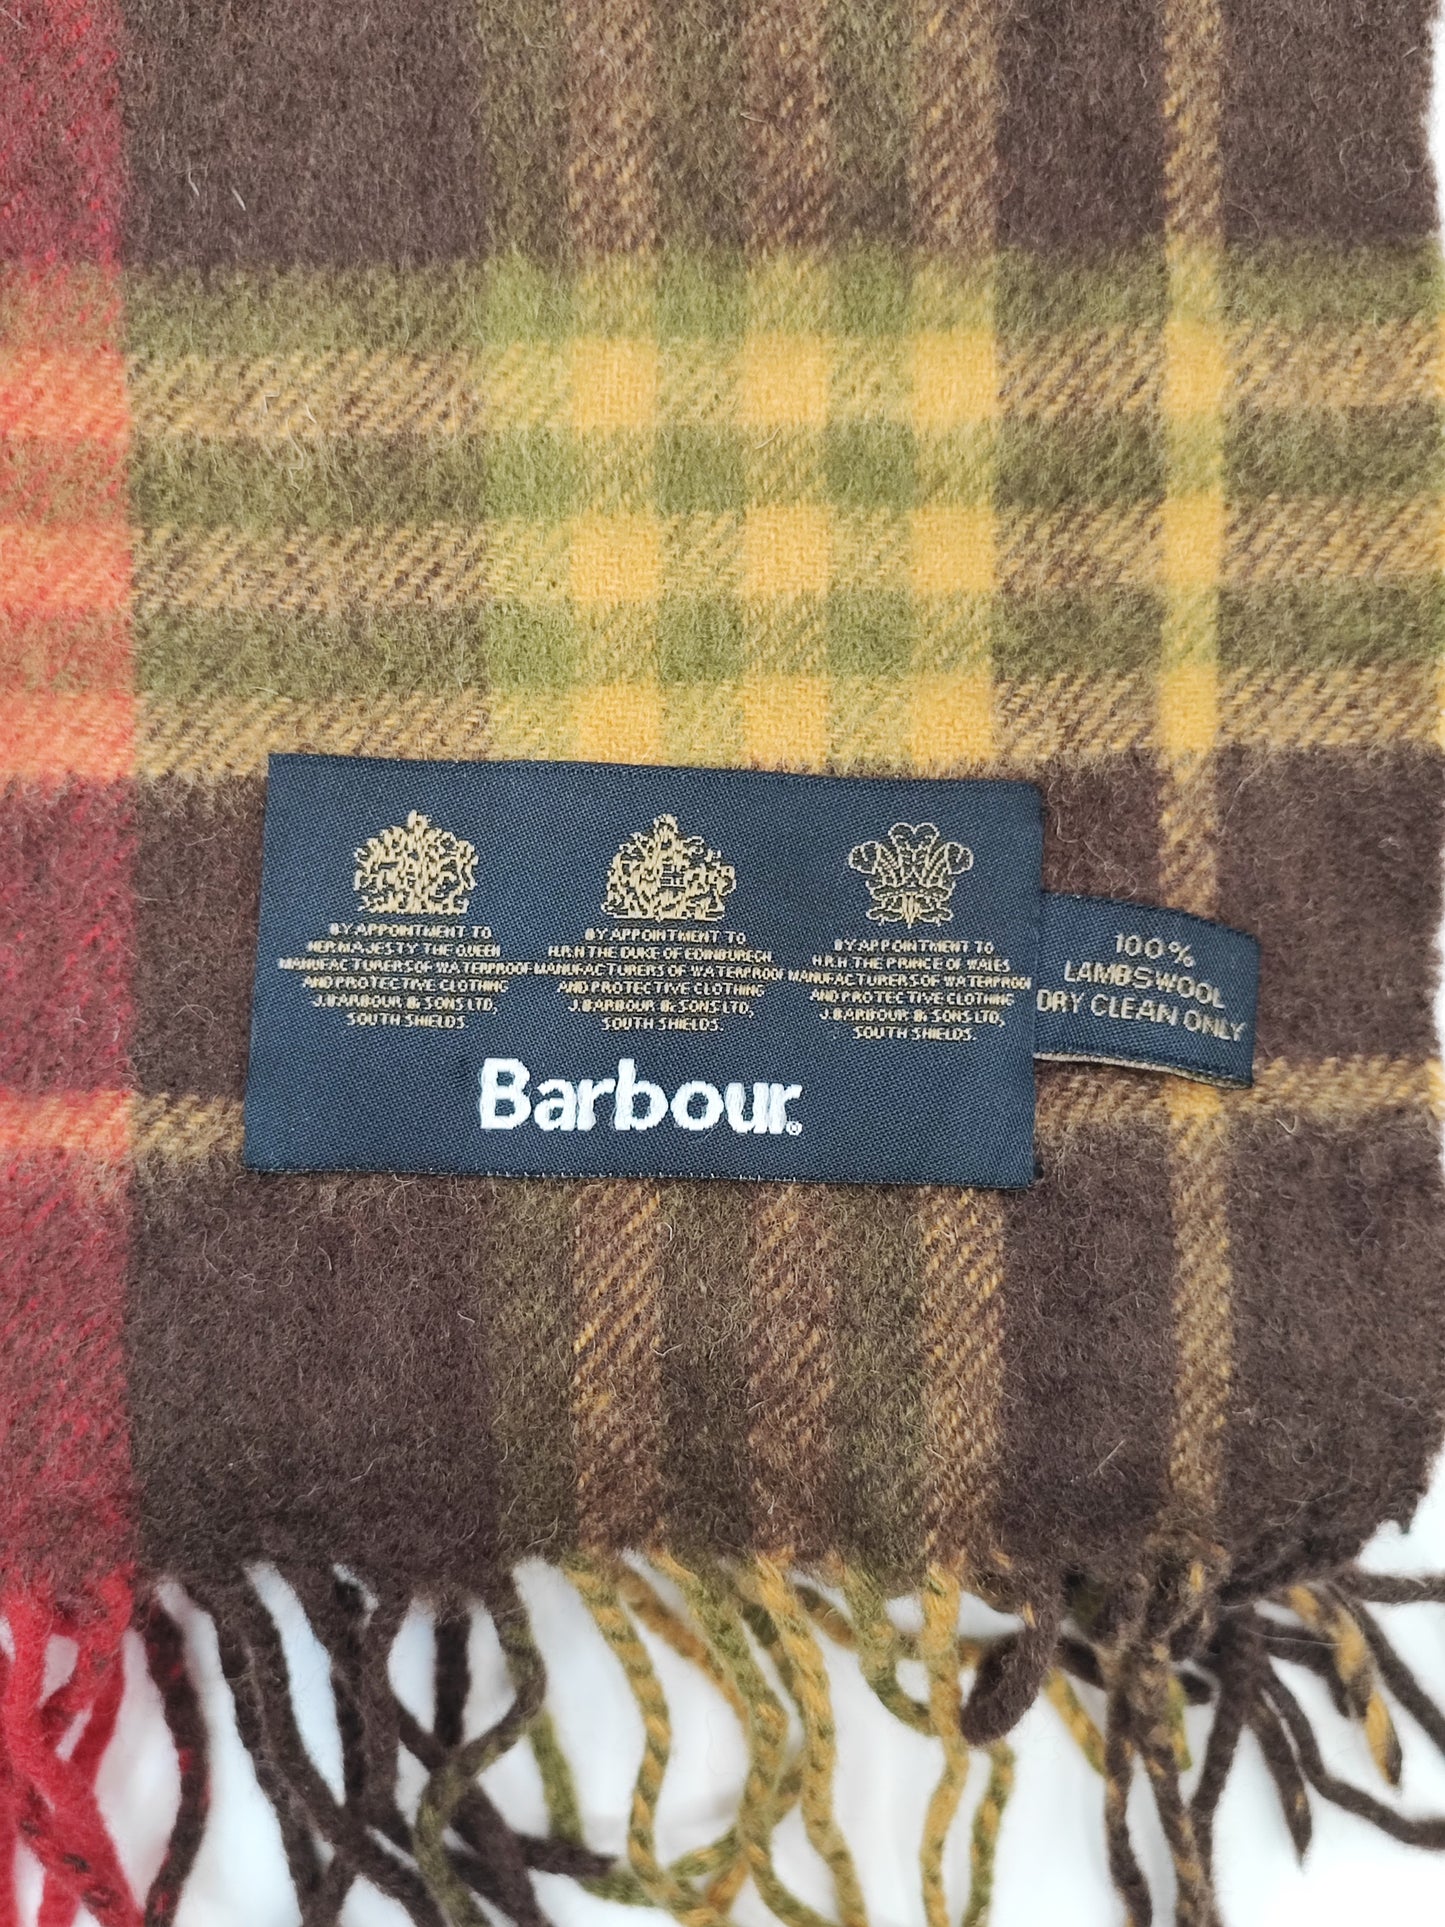 BY APPOINTMENT TO
HER MAJESTY THE QUEEN
MANUFACTURERS OF WATERPROOF
AND PROTECTIVE CLOTHING
J. BARBOUR & SONS LTD,
SOUTH SHIELDS.
BY APPOINTMENT TO
H.R.H THE DUKE OF EDINBURGH
MANUFACTURERS OF WATERPROOF
AND PROTECTIVE CLOTHING
J. BARBOUR & SONS LTD,
SOUTH SHIELDS.
BY APPOINTMENT TO
H.R.H THE PRINCE OF WALES
MANUFACTURERS OF WATERPROOF
AND PROTECTIVE CLOTHING
J. BARBOUR & SONS LTD,
SOUTH SHIELDS.
Barbour®
100%
LAMBSWOOL
DRY CLEAN ONLY